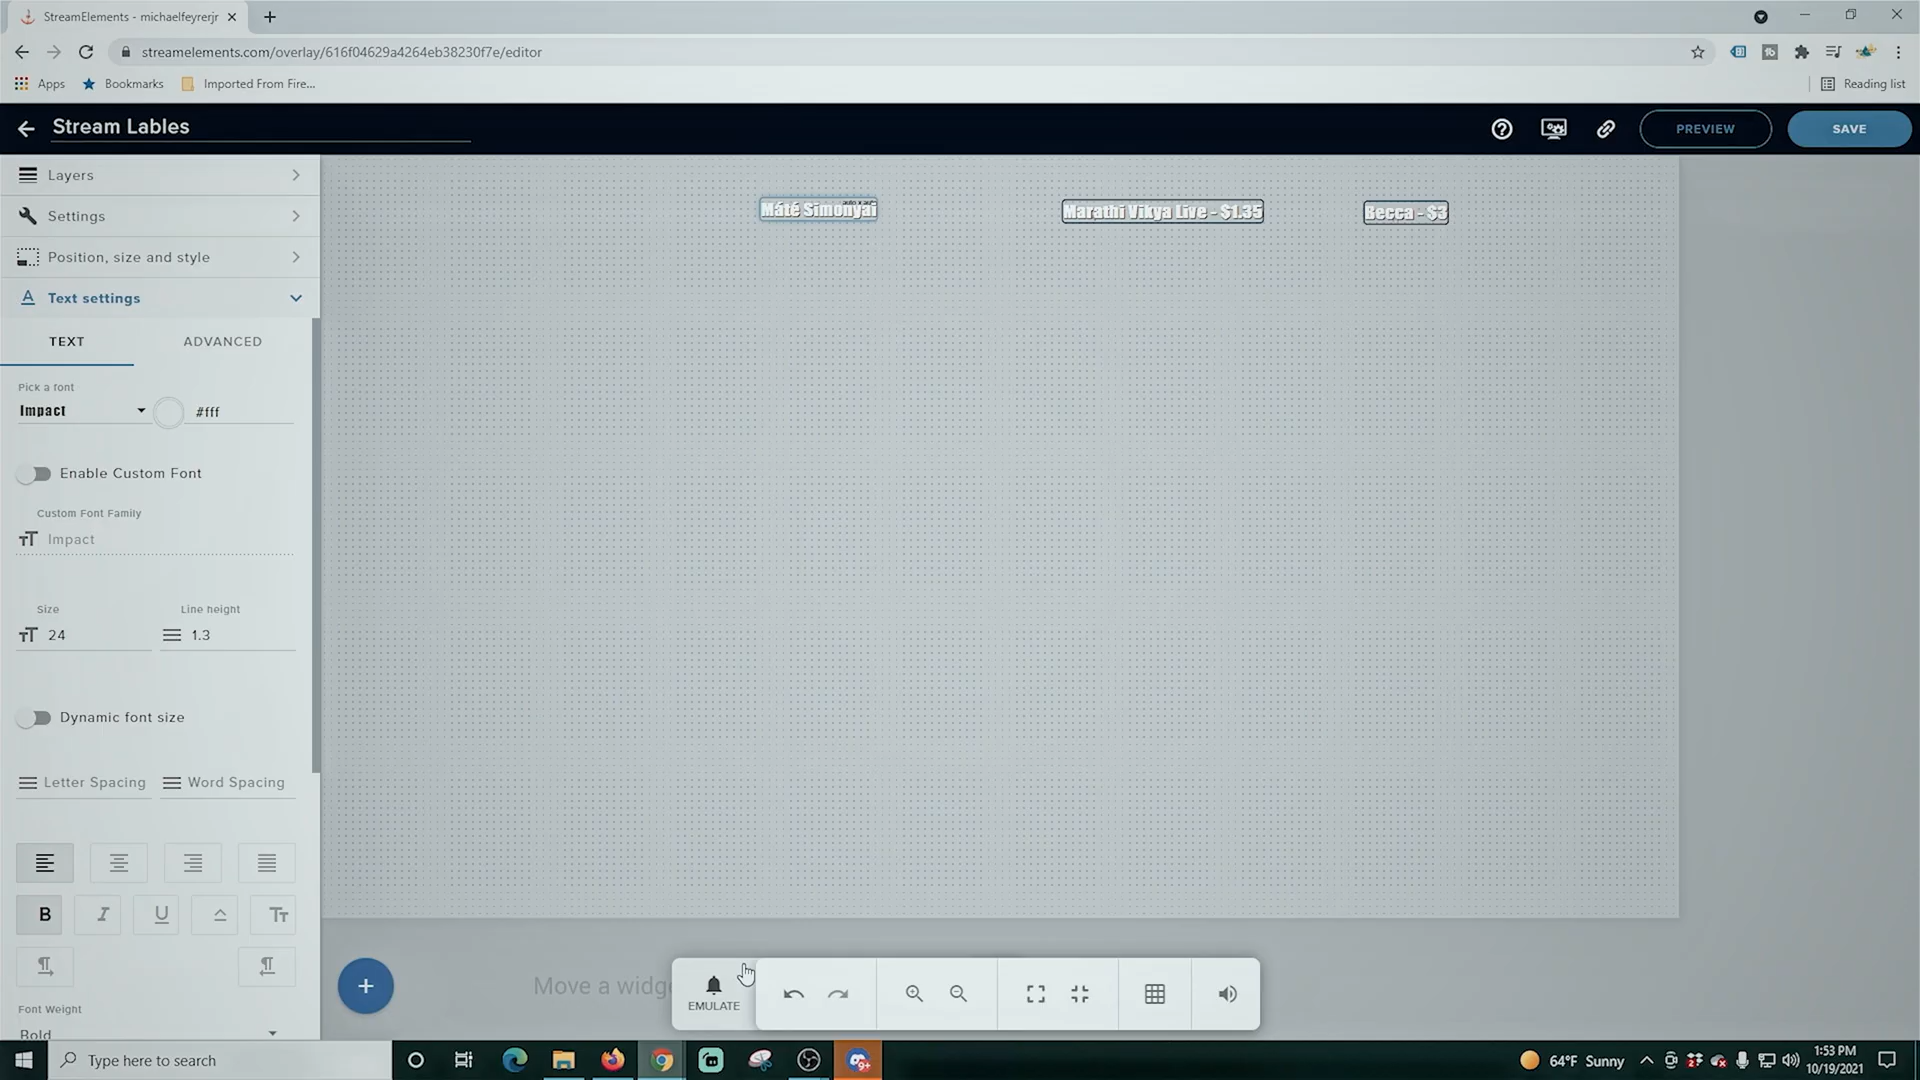 StreamElements - michaelfeyrerjr
streamelements.com/overlay/616f04629a4264eb38230f7e/editor
Apps
Bookmarks
Imported From Fire...
Reading list
Stream Lables
PREVIEW
SAVE
Layers
Settings
Position, size and style
Text settings
TEXT
ADVANCED
Pick a font
Impact
#fff
Enable Custom Font
Custom Font Family
Impact
Size
Line height
24
1.3
Dynamic font size
Letter Spacing
Word Spacing
Font Weight
Bold
Máté Simonyai
Marathi Vikya Live - $1.35
Becca - $3
Move a widg
EMULATE
Type here to search
9+
64°F Sunny
1:53 PM
10/19/2021